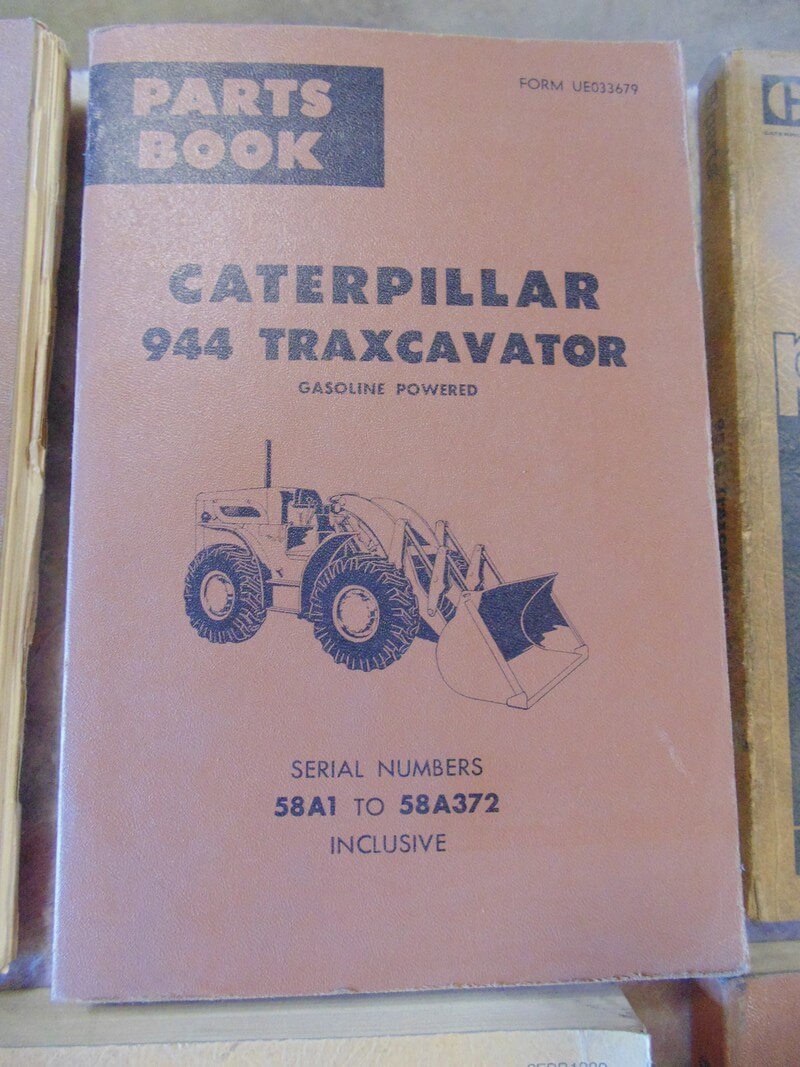 PARTS
BOOK
FORM UE033679
CATERPILLAR
944 TRAXCAVATOR
GASOLINE POWERED
SERIAL NUMBERS
58A1 TO 58A372
INCLUSIVE